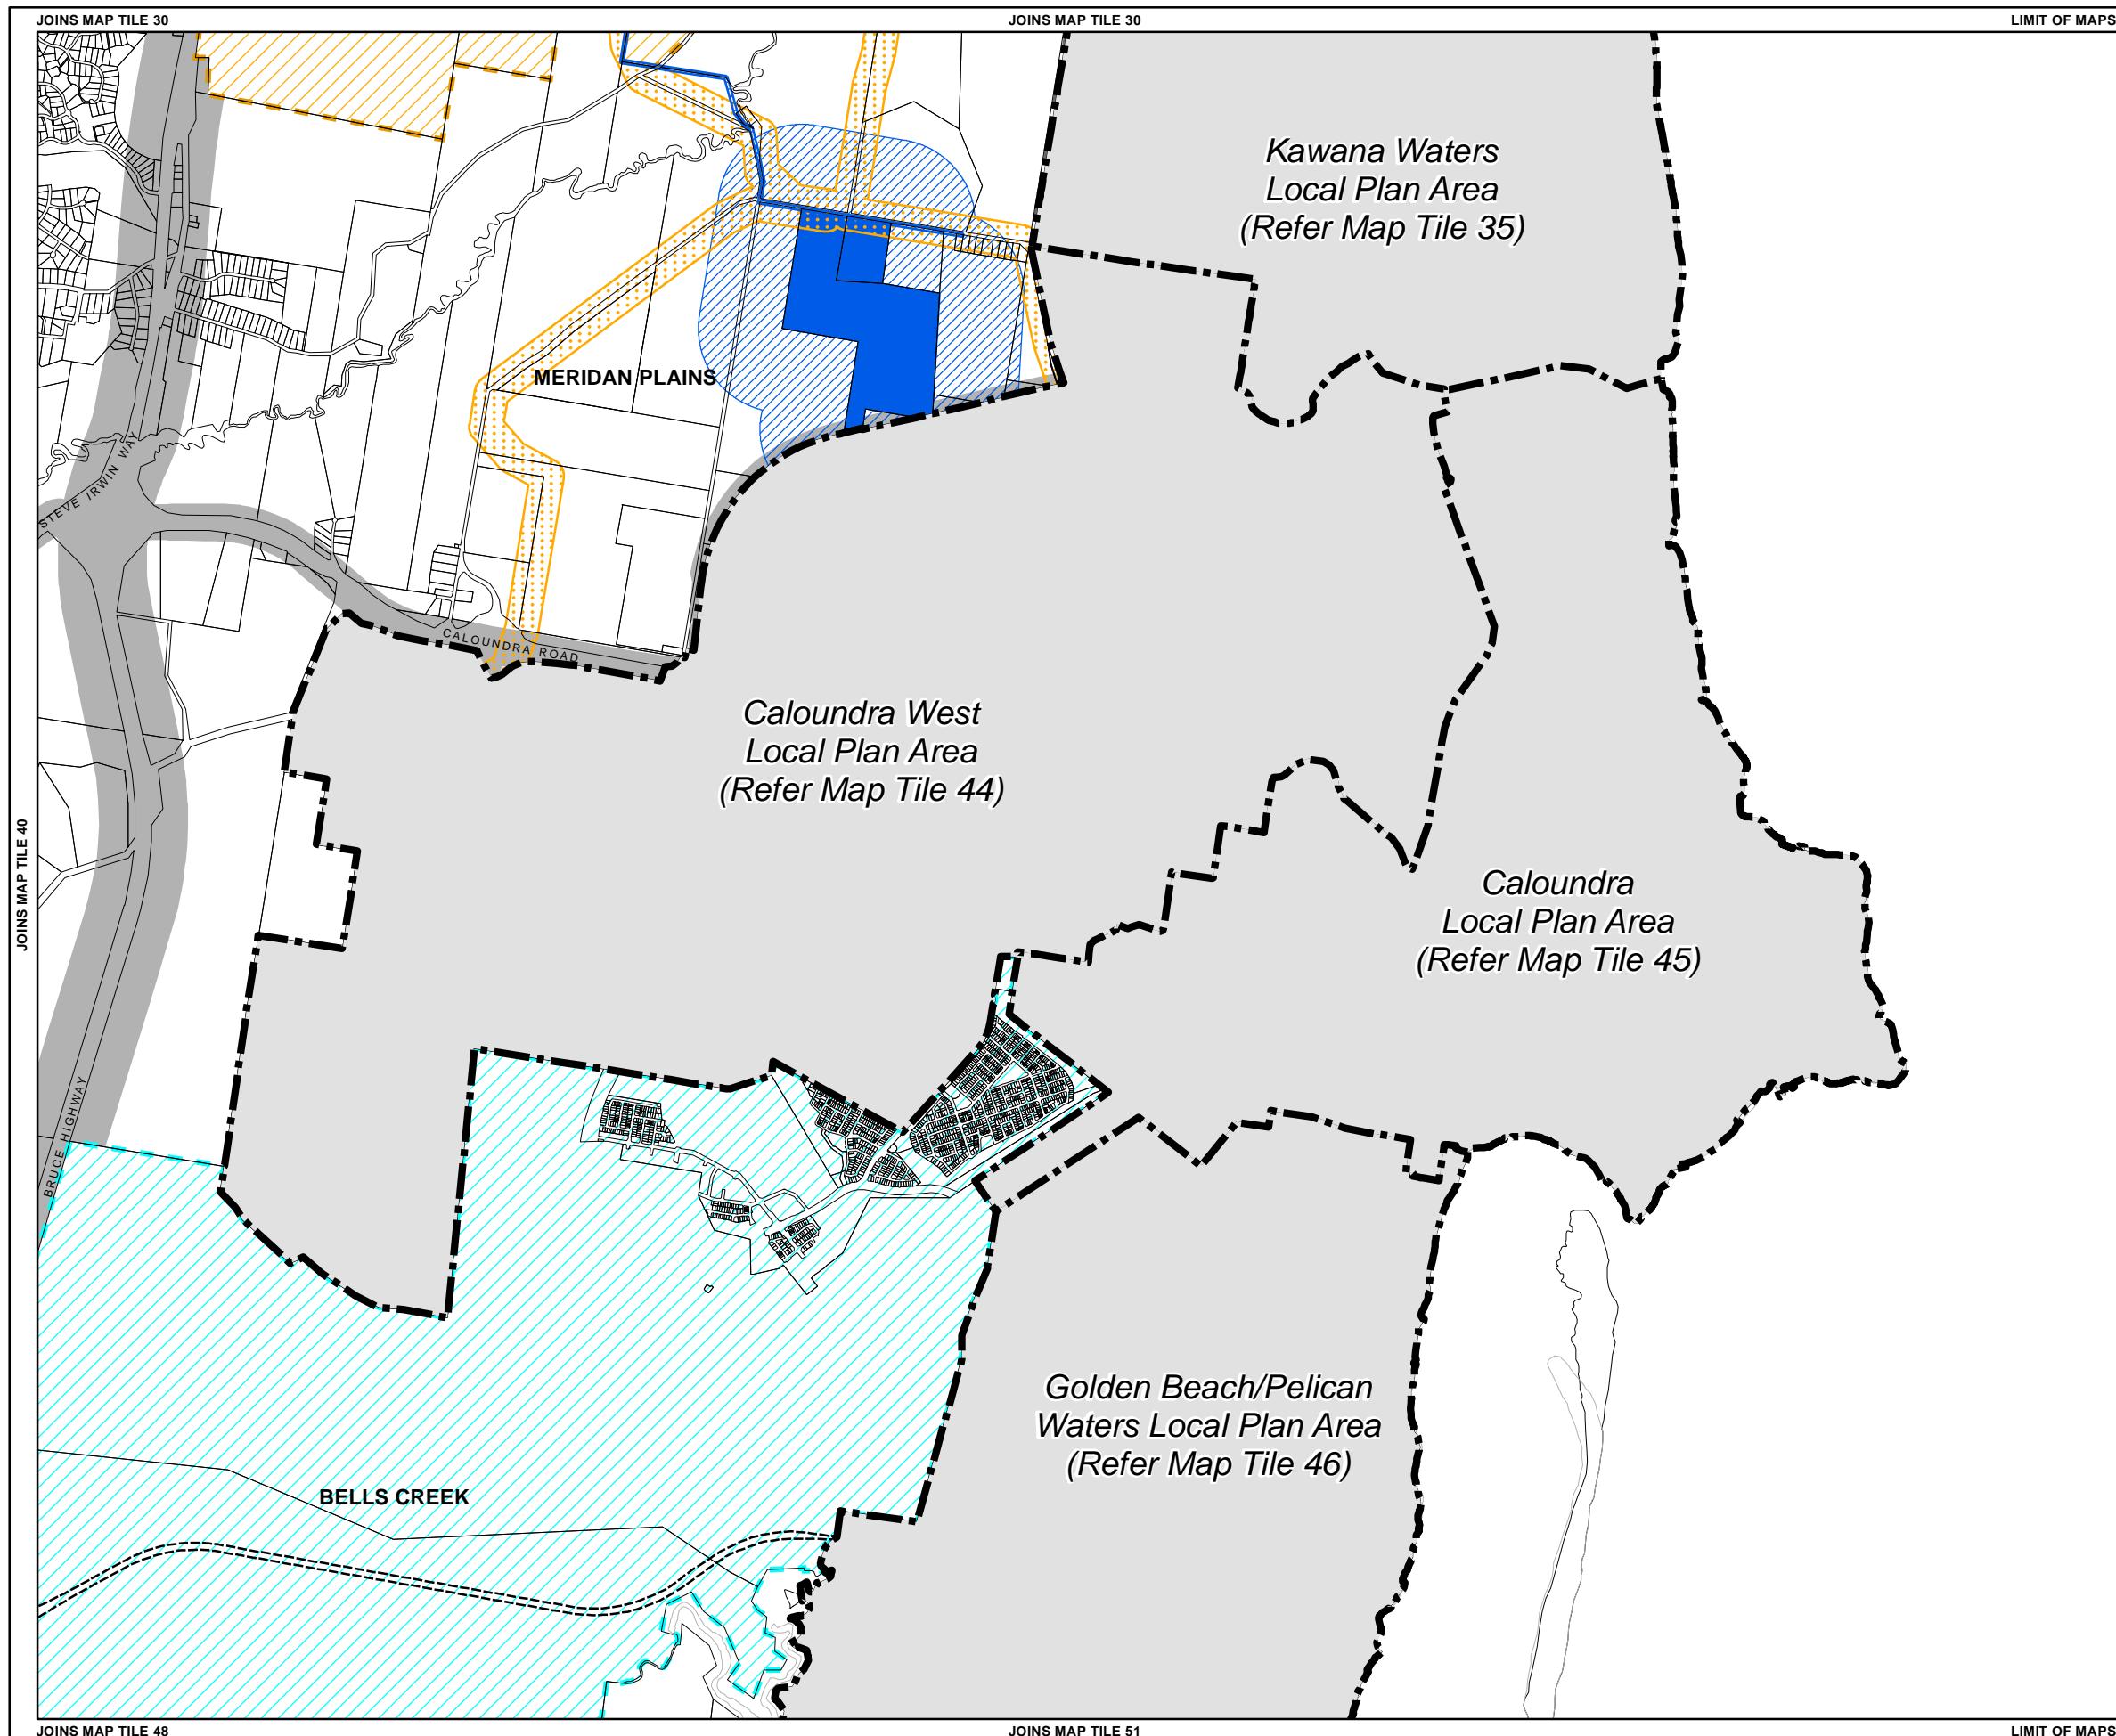 JOINS MAP TILE 30
JOINS MAP TILE 30
LIMIT OF MAPS
Kawana Waters
Local Plan Area
(Refer Map Tile 35)
MERIDAN PLAINS
STEVE IRWIN WAY
CALOUNDRA ROAD
Caloundra West
Local Plan Area
(Refer Map Tile 44)
JOINS MAP TILE 40
Caloundra
Local Plan Area
(Refer Map Tile 45)
BRUCE HIGHWAY
Golden Beach/Pelican
Waters Local Plan Area
(Refer Map Tile 46)
BELLS CREEK
JOINS MAP TILE 48
JOINS MAP TILE 51
LIMIT OF MAPS